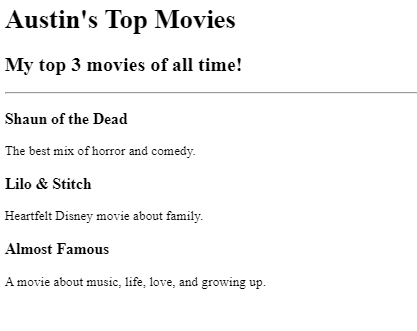 Austin's Top Movies
My top 3 movies of all time!
Shaun of the Dead
The best mix of horror and comedy.
Lilo & Stitch
Heartfelt Disney movie about family.
Almost Famous
A movie about music, life, love, and growing up.